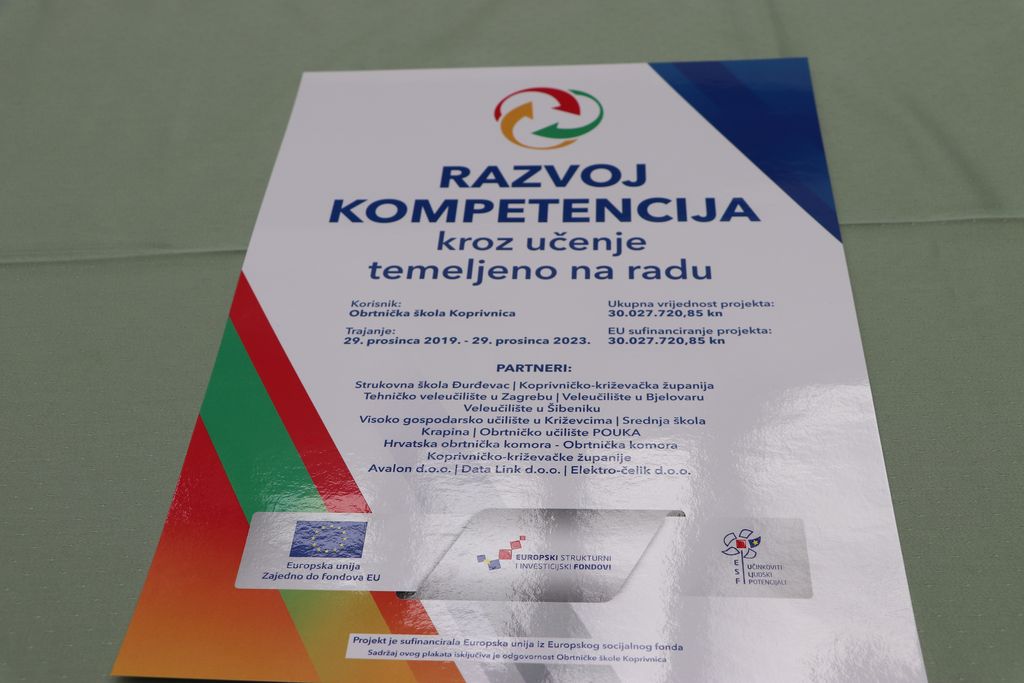 RAZVOJ
KOMPETENCIJA
kroz učenje
temeljeno na radu
Korisnik:
Obrtnička škola Koprivnica
Ukupna vrijednost projekta:
30.027.720,85 kn
Trajanje:
29. prosinca 2019. - 29. prosinca 2023.
EU sufinanciranje projekta:
30.027.720,85 kn
PARTNERI:
Strukovna škola Đurđevac | Koprivničko-križevačka županija
Tehničko veleučilište u Zagrebu | Veleučilište u Bjelovaru
Veleučilište u Šibeniku
Visoko gospodarsko učilište u Križevcima | Srednja škola
Krapina | Obrtničko učilište POUKA
Hrvatska obrtnička komora - Obrtnička komora
Koprivničko-križevačke županije
Avalon d.o.o. | Data Link d.o.o. | Elektro-čelik d.o.o.
Europska unija
Zajedno do fondova EU
EUROPSKI STRUKTURNI
I INVESTICIJSKI FONDOVI
E
S
F
UČINKOVITI
LJUDSKI
POTENCIJALI
Projekt je sufinancirala Europska unija iz Europskog socijalnog fonda
Sadržaj ovog plakata isključiva je odgovornost Obrtničke škole Koprivnica